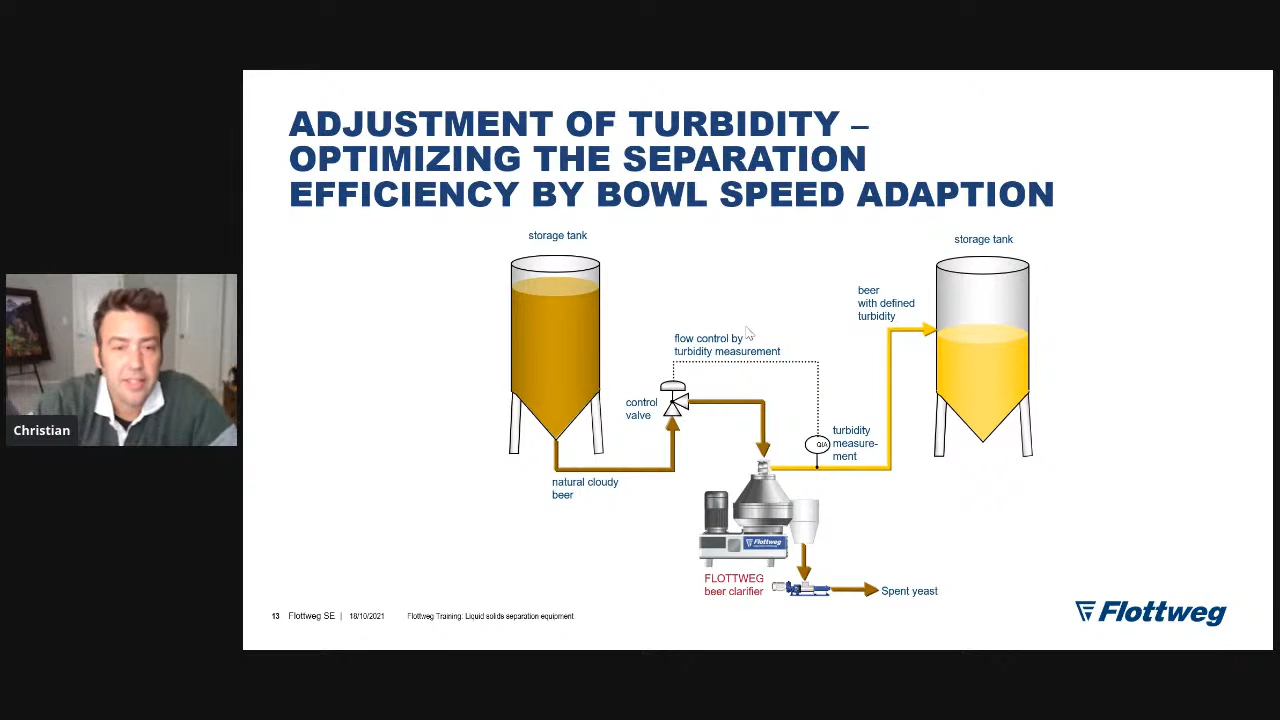 ADJUSTMENT OF TURBIDITY –
OPTIMIZING THE SEPARATION
EFFICIENCY BY BOWL SPEED ADAPTION
storage tank
storage tank
beer
with defined
turbidity
flow control by
turbidity measurement
control
valve
QIA
turbidity
measure-
ment
natural cloudy
beer
Flottweg
FLOTTWEG
beer clarifier
Spent yeast
13 Flottweg SE | 18/10/2021 Flottweg Training: Liquid solids separation equipment
Flottweg
Christian